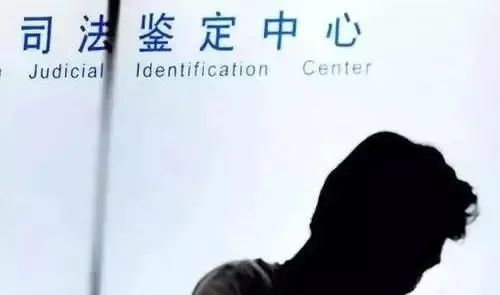 司法鉴定中心
Judicial Identification Center